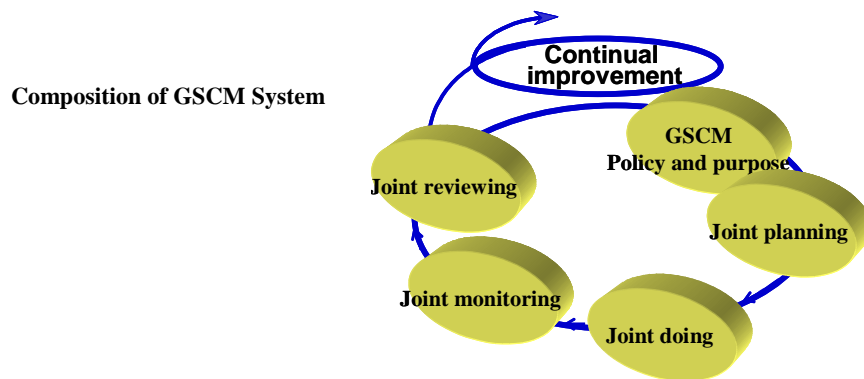 Composition of GSCM System
Continual
improvement
GSCM
Policy and purpose
Joint planning
Joint doing
Joint monitoring
Joint reviewing